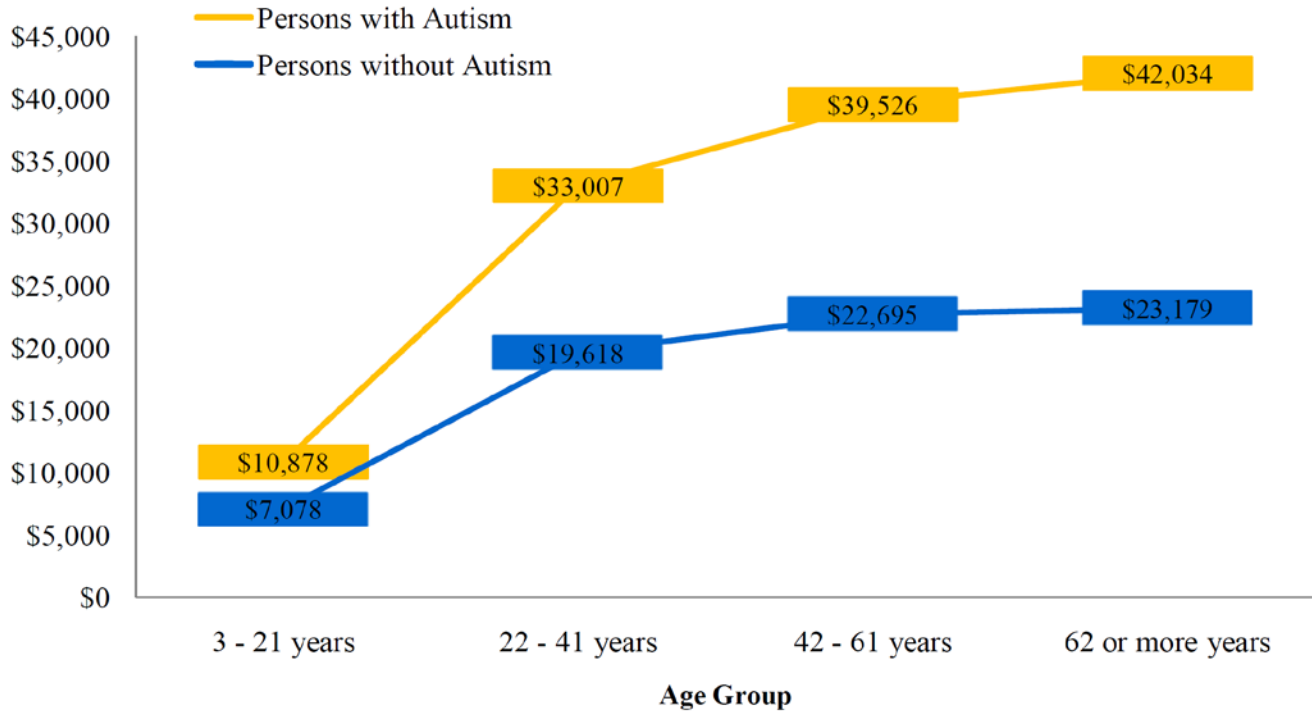 Persons with Autism
Persons without Autism
$45,000
$40,000
$35,000
$30,000
$25,000
$20,000
$15,000
$10,000
$5,000
$0
$10,878
$33,007
$39,526
$42,034
$7,078
$19,618
$22,695
$23,179
3 - 21 years
22 - 41 years
42 - 61 years
62 or more years
Age Group